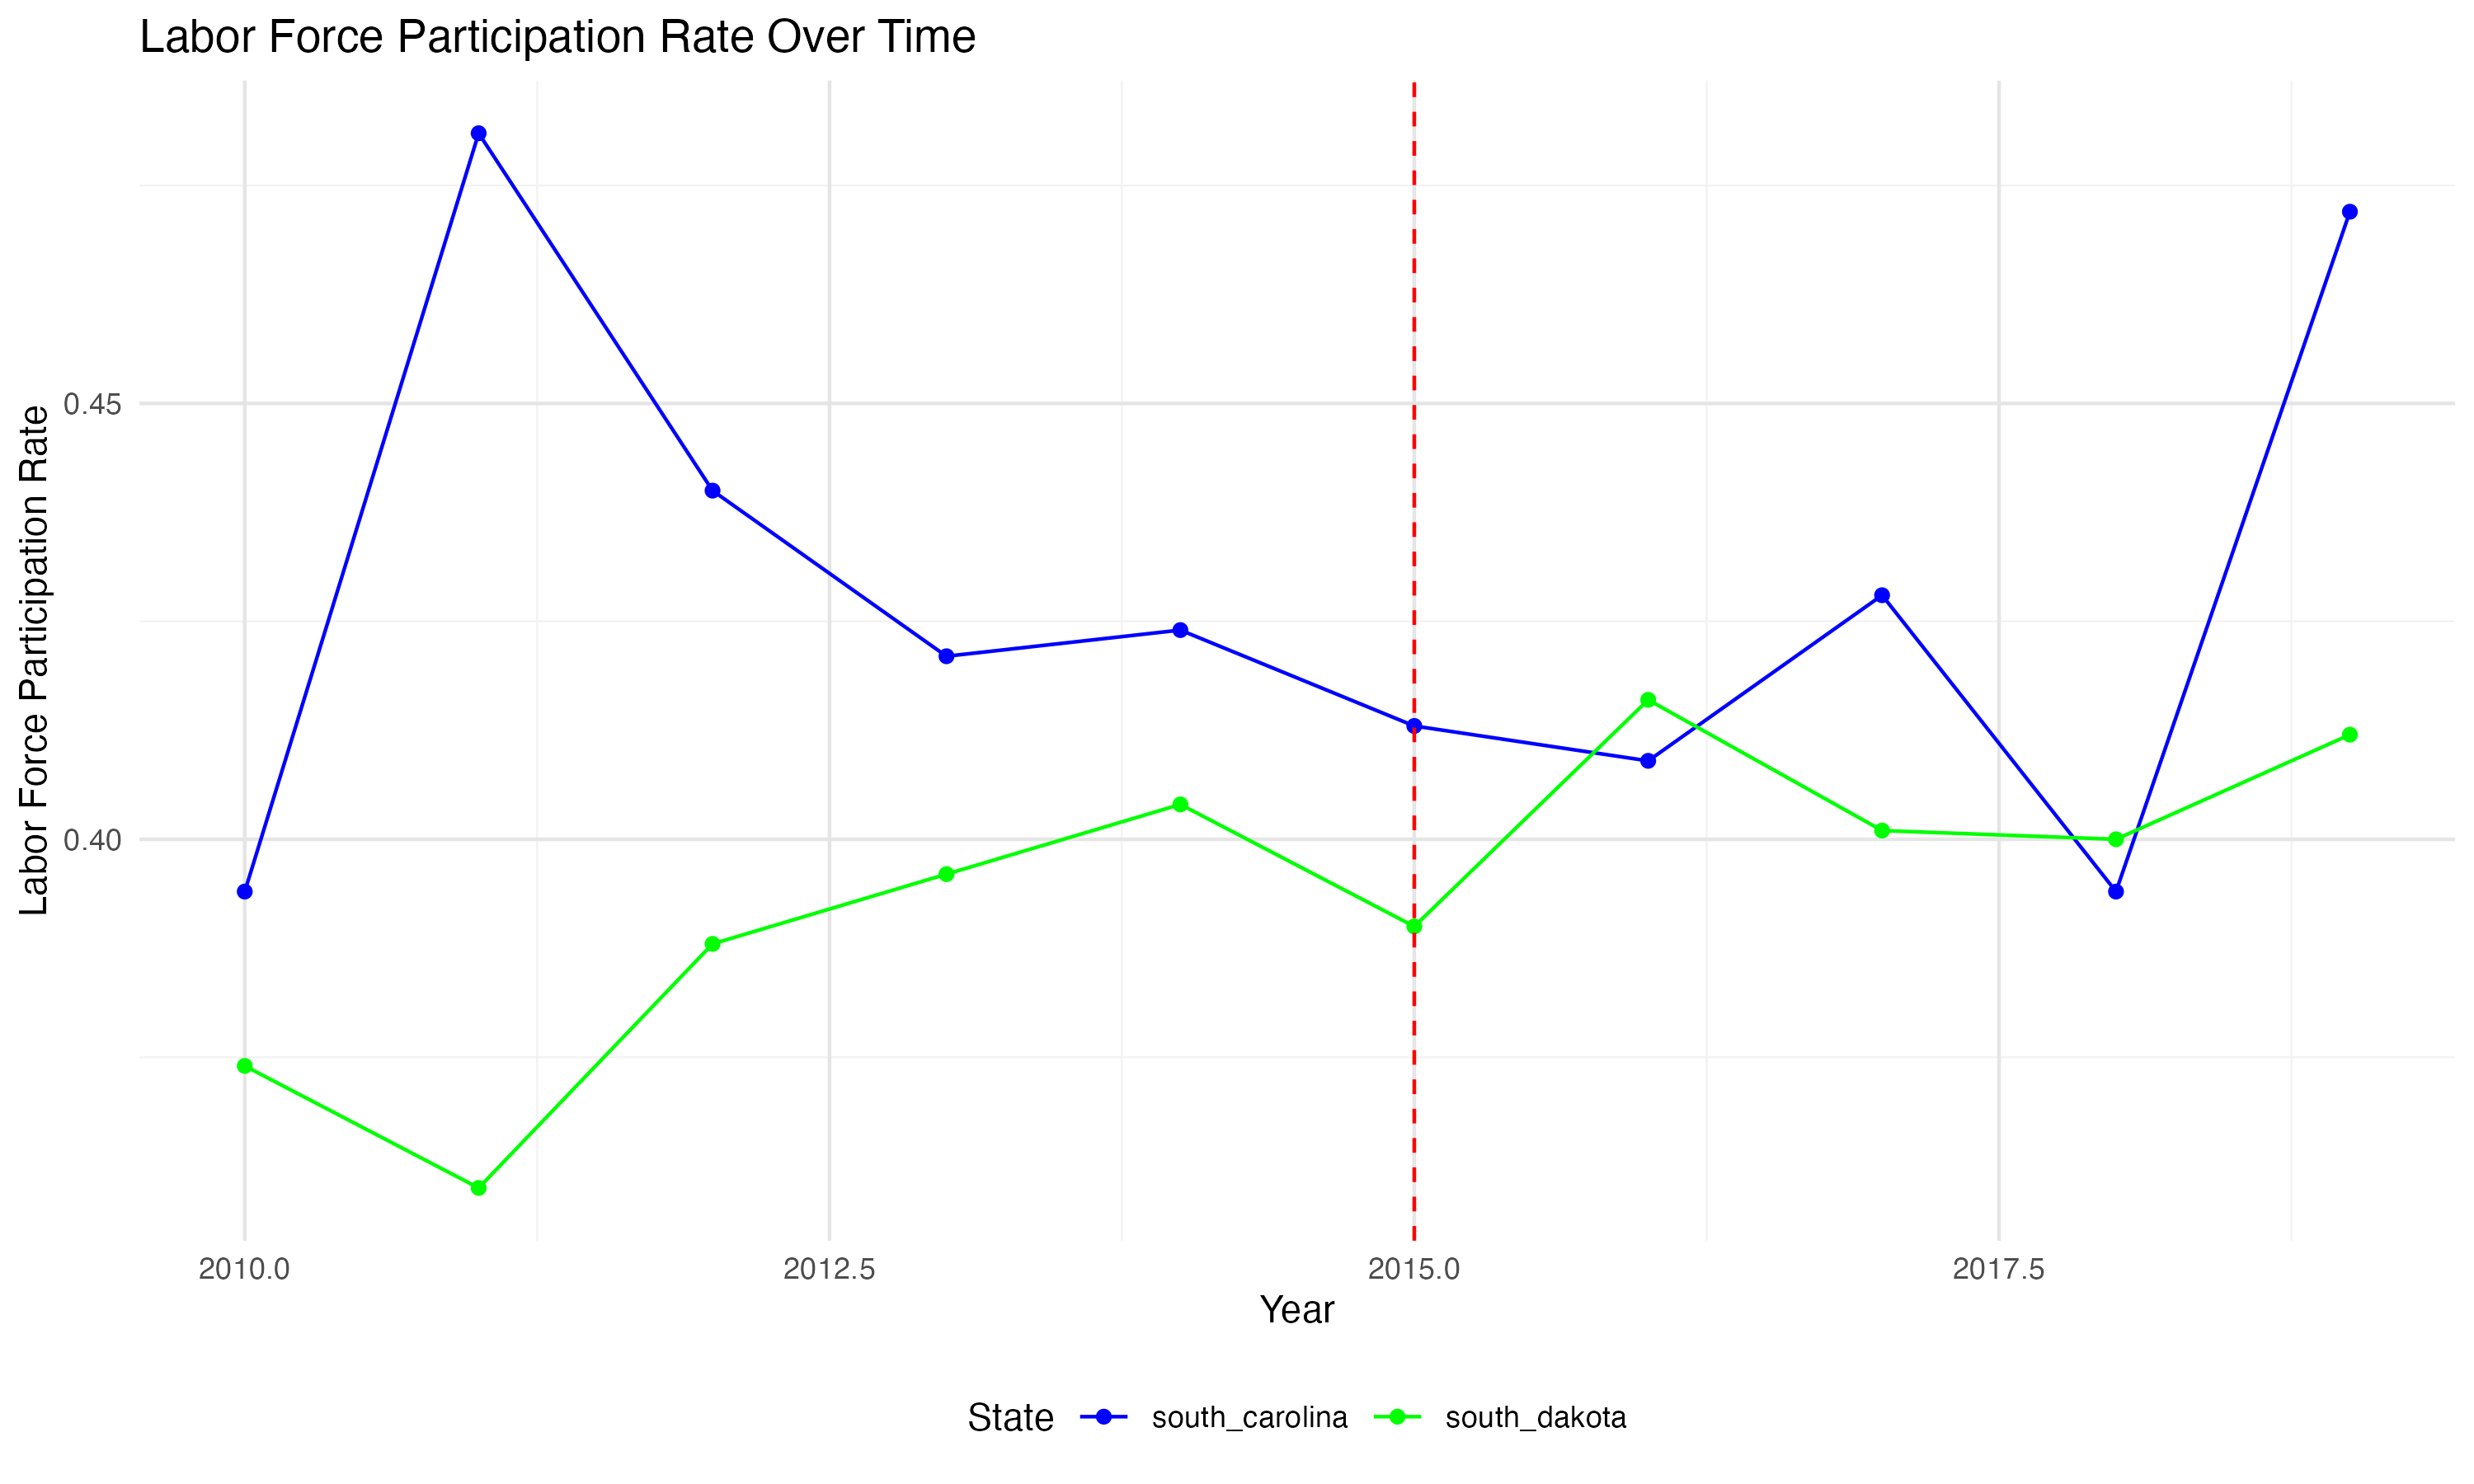 Labor Force Participation Rate Over Time
Labor Force Participation Rate
0.45
0.40
2010.0 2012.5 2015.0 2017.5
Year
State south_carolina south_dakota